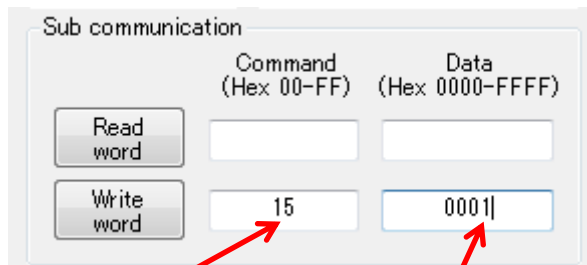 Sub communication
Command Data
(Hex 00-FF) (Hex 0000-FFFF)
Read
word
Write
word
15 0001